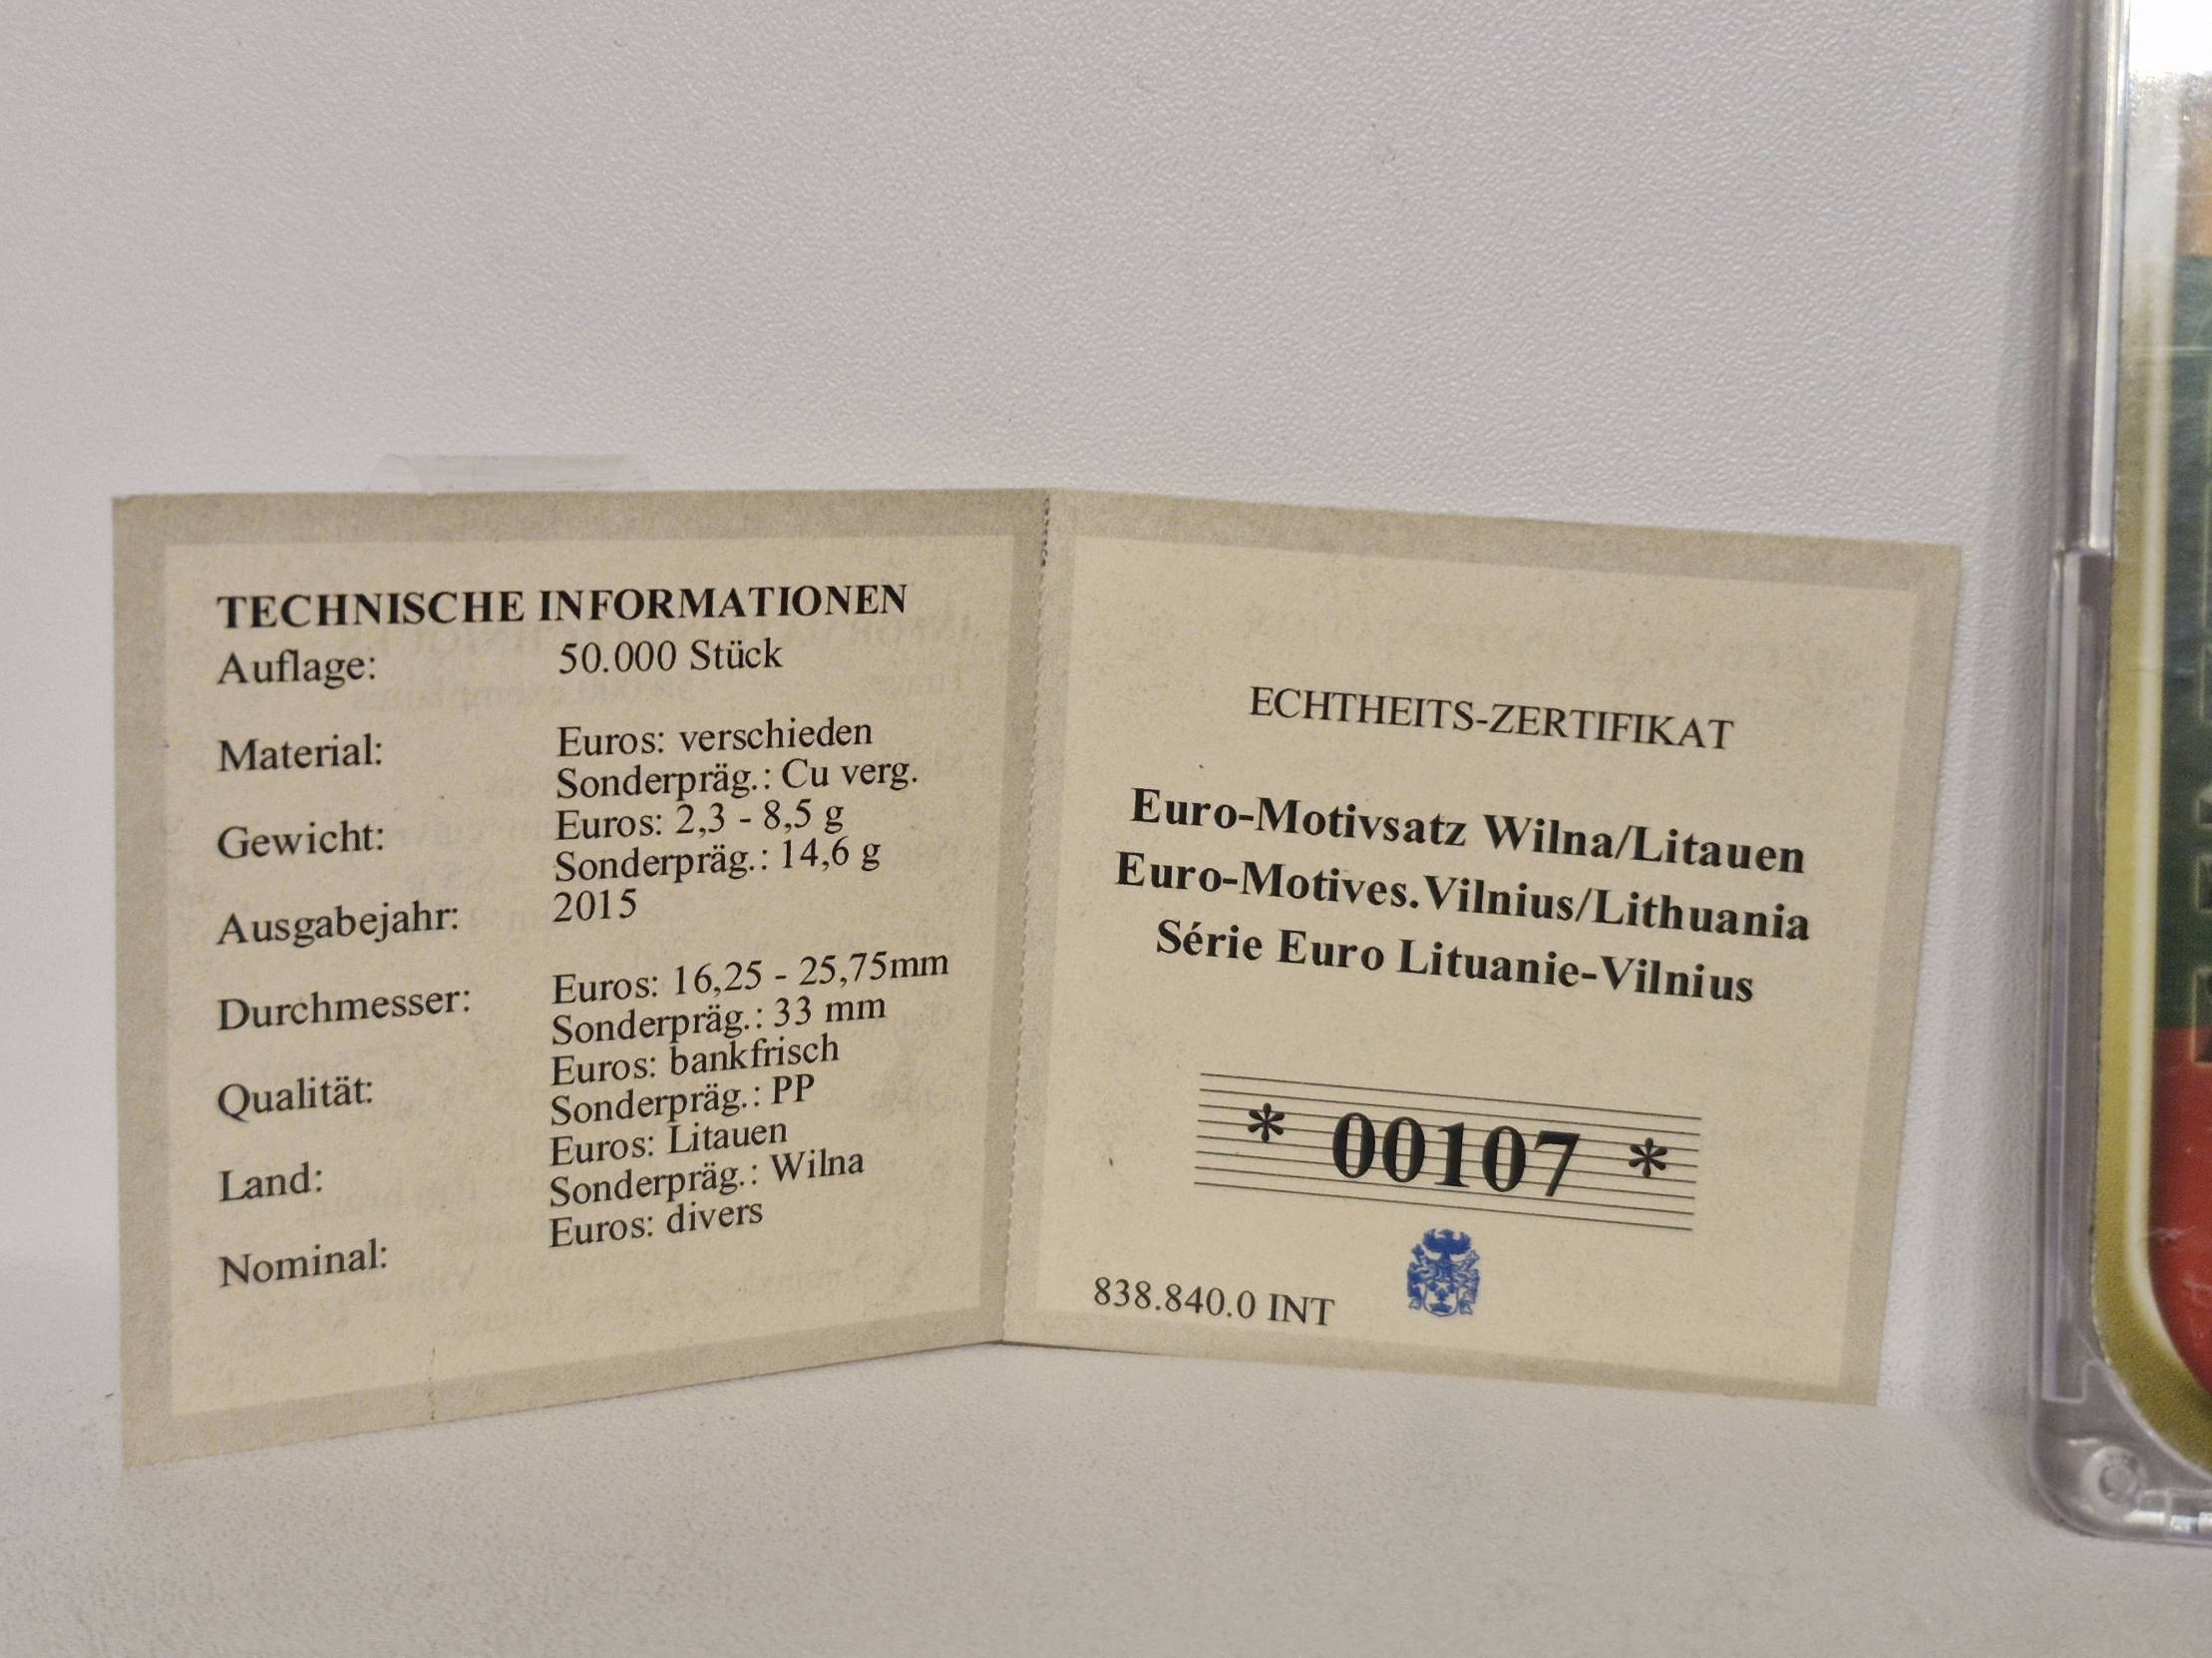 TECHNISCHE INFORMATIONEN
Auflage: 50.000 Stück
Material: Euros: verschieden
Sonderpräg.: Cu verg.
Gewicht: Euros: 2,3 - 8,5 g
Sonderpräg.: 14,6 g
Ausgabejahr: 2015
Durchmesser: Euros: 16,25 - 25,75mm
Sonderpräg.: 33 mm
Qualität: Euros: bankfrisch
Sonderpräg.: PP
Land: Euros: Litauen
Sonderpräg.: Wilna
Nominal: Euros: divers
ECHTHEITS-ZERTIFIKAT
Euro-Motivsatz Wilna/Litauen
Euro-Motives.Vilnius/Lithuania
Série Euro Lituanie-Vilnius
* 00107 *
838.840.0 INT